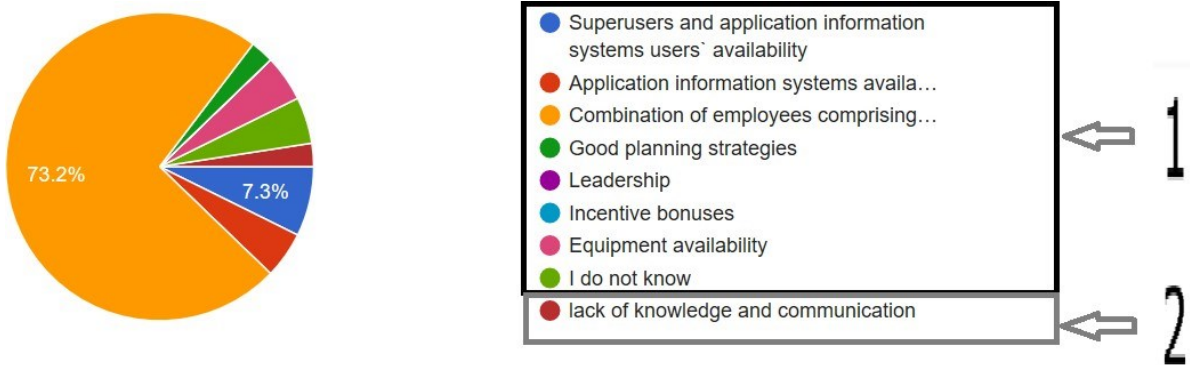 73.2%
7.3%
Superusers and application information
systems users` availability
Application information systems availa…
Combination of employees comprising…
Good planning strategies
Leadership
Incentive bonuses
Equipment availability
I do not know
lack of knowledge and communication
1
2